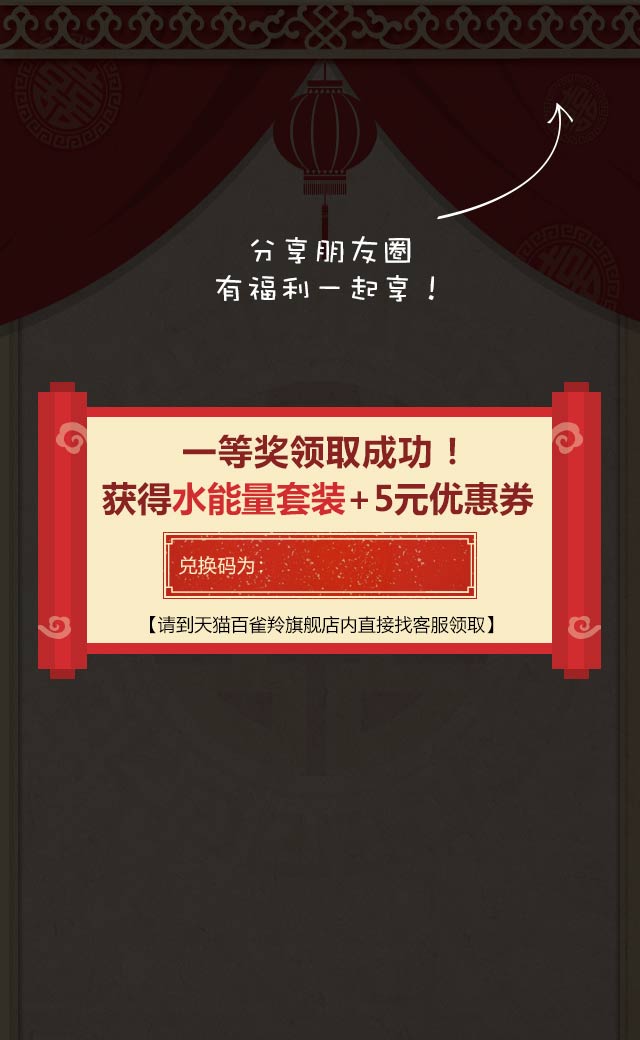 分享朋友圈
有福利一起享！
一等奖领取成功！
获得水能量套装+5元优惠券
兑换码为：
【请到天猫百雀羚旗舰店内直接找客服领取】